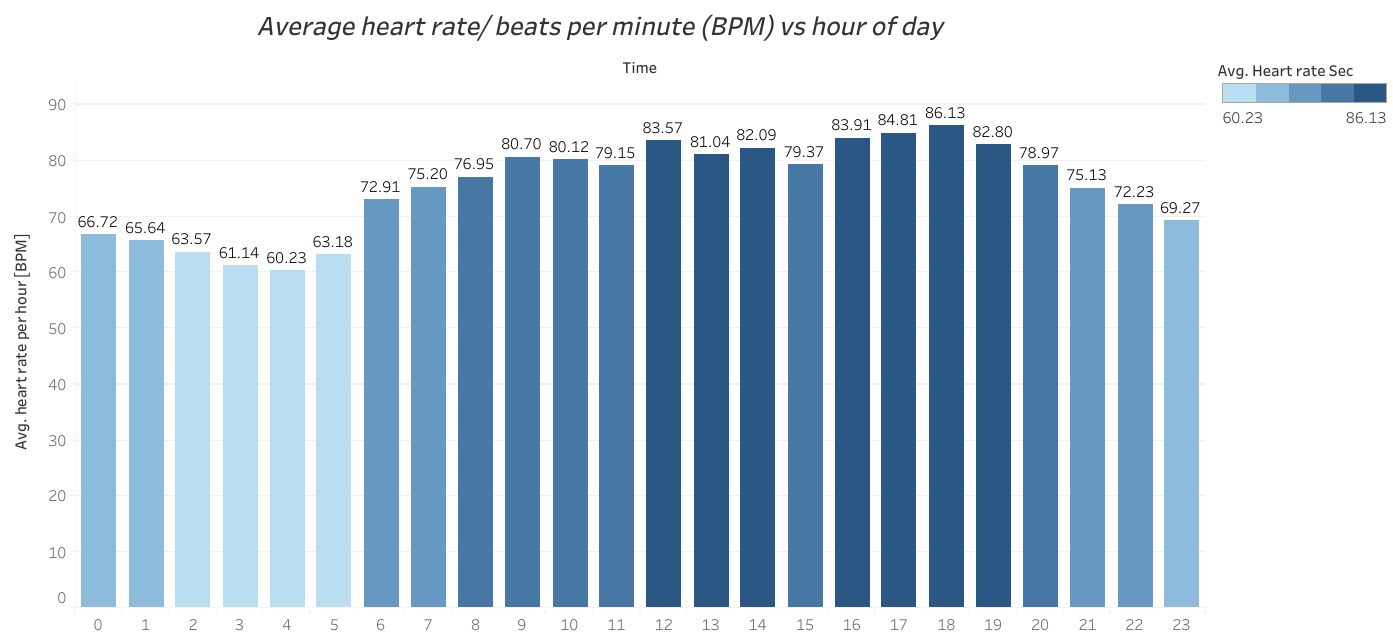 Average heart rate/ beats per minute (BPM) vs hour of day
Time
Avg. Heart rate Sec
60.23 86.13
Avg. heart rate per hour [BPM]
90
80
70
60
50
40
30
20
10
0
66.72 65.64 63.57 61.14 60.23 63.18 72.91 75.20 76.95 80.70 80.12 79.15 83.57 81.04 82.09 79.37 83.91 84.81 86.13 82.80 78.97 75.13 72.23 69.27
0 1 2 3 4 5 6 7 8 9 10 11 12 13 14 15 16 17 18 19 20 21 22 23